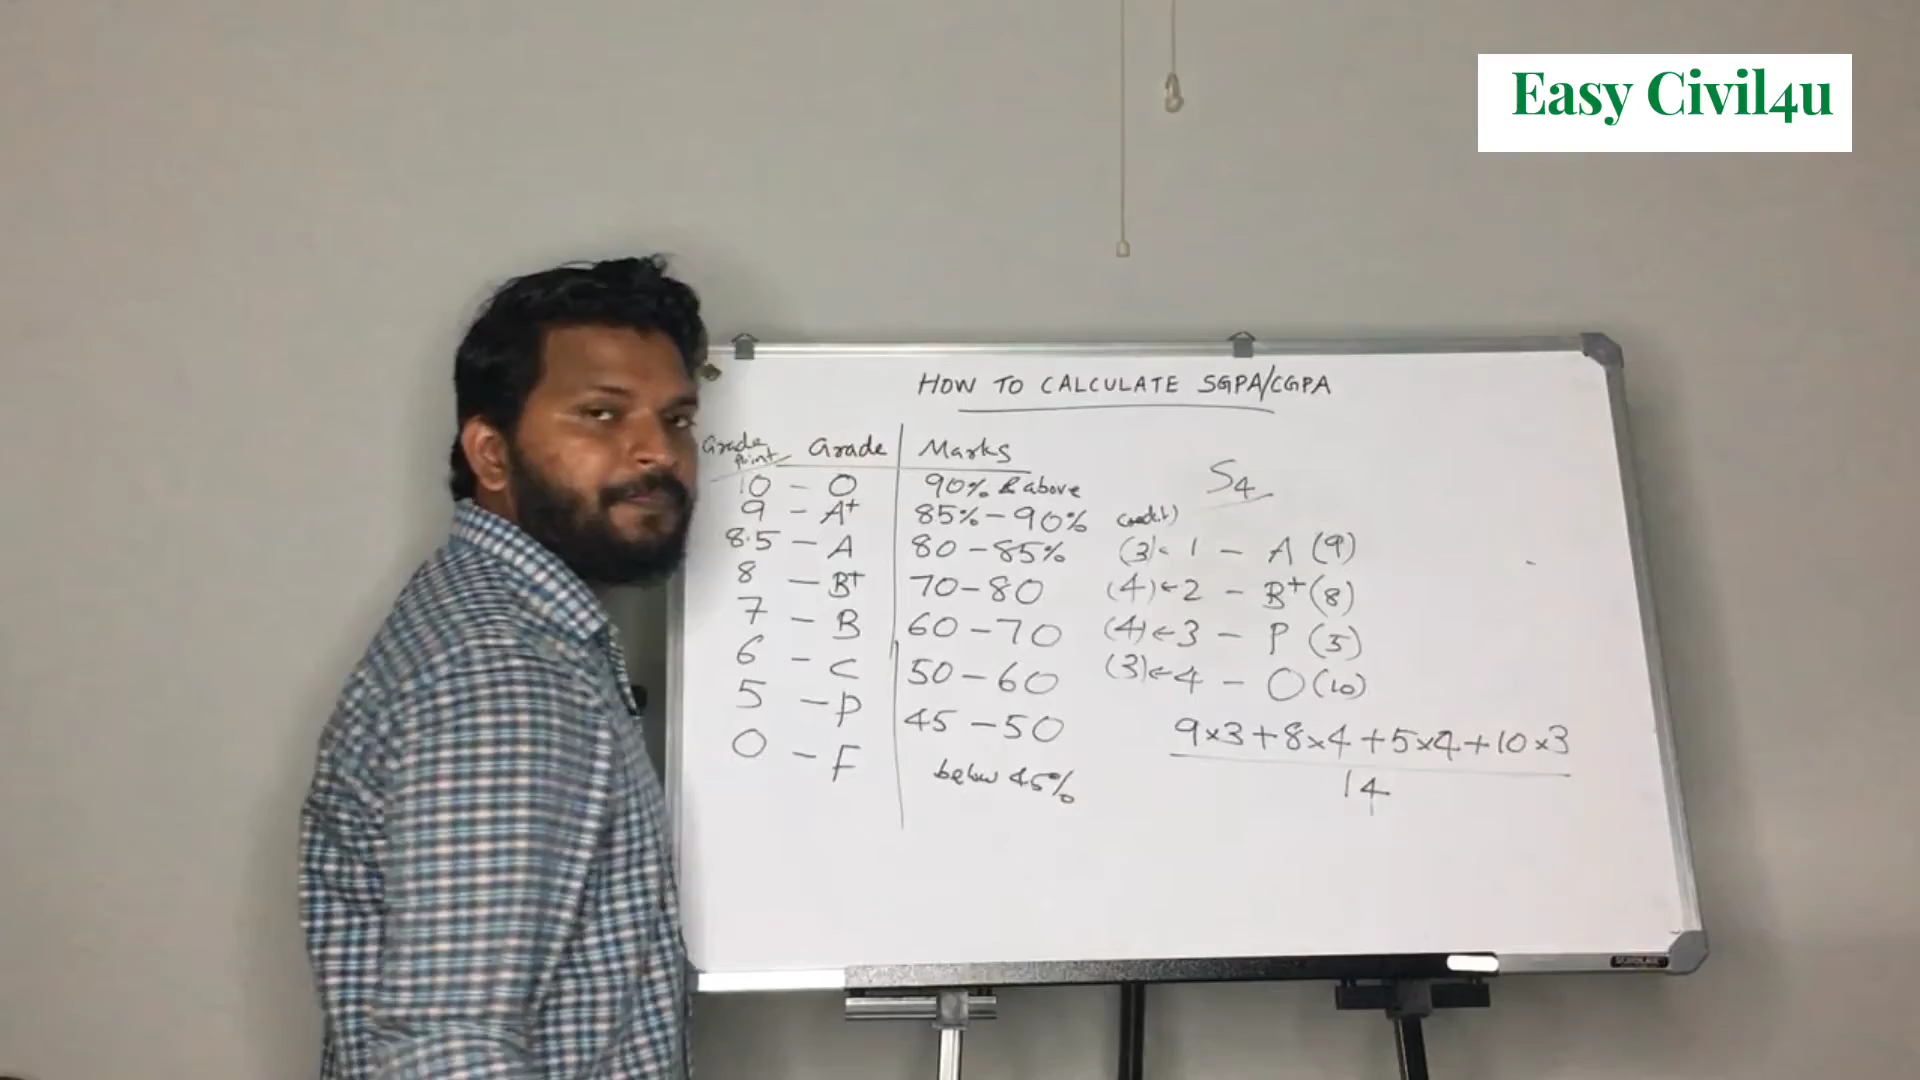 Easy Civil4u
HOW TO CALCULATE SGPA/CGPA
Grade Point Grade Marks
10 - O 90% & above
9 - A+ 85% - 90%
8.5 - A 80 - 85%
8 - B+ 70 - 80
7 - B 60 - 70
6 - C 50 - 60
5 - P 45 - 50
0 - F below 45%
S4
(3) ← 1 - A (9)
(4) ← 2 - B+ (8)
(4) ← 3 - P (5)
(3) ← 4 - O (10)
9×3+8×4+5×4+10×3
14